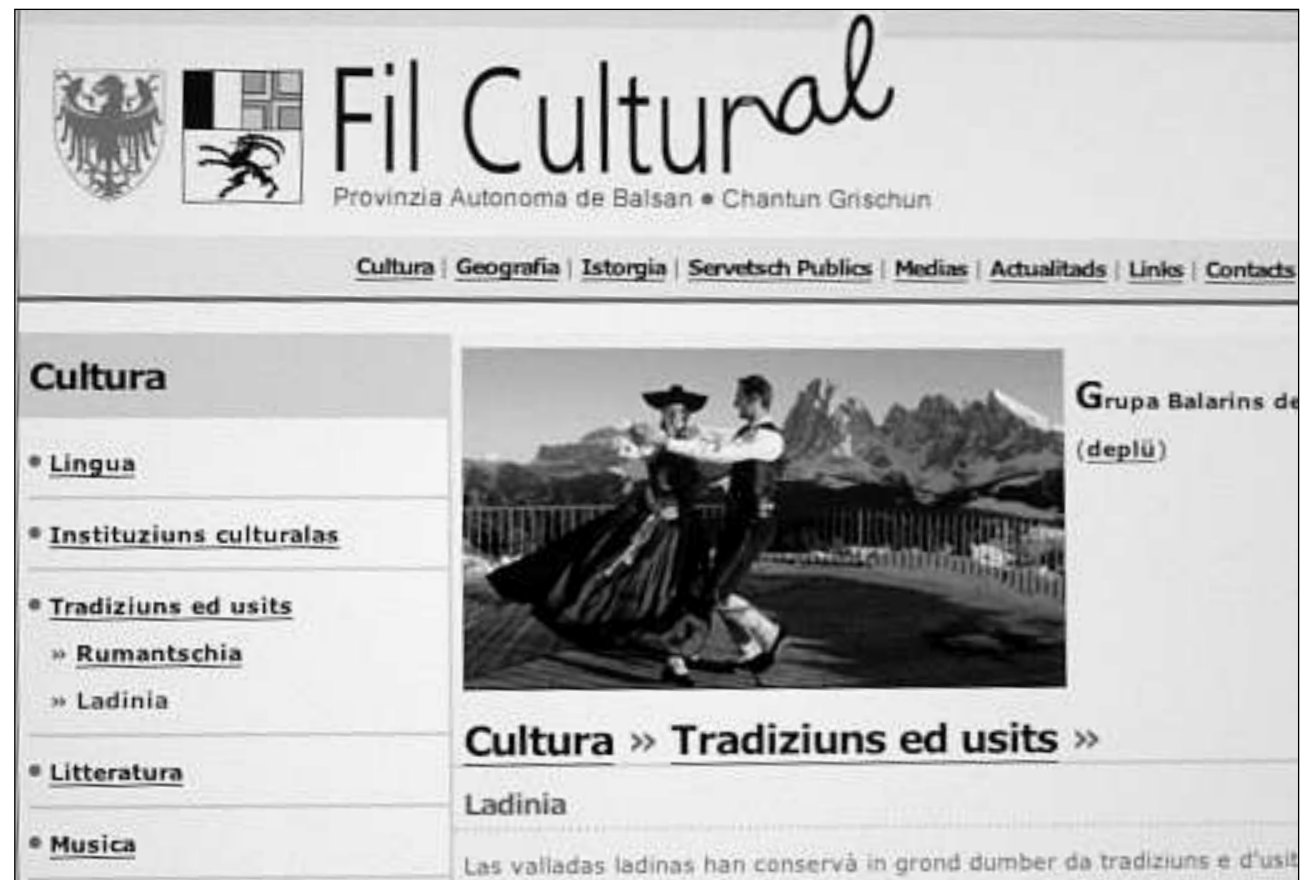 Fil Cultural
Provinzia Autonoma de Balsan • Chantun Grischun
Cultura | Geografia | Istorgia | Servetsch Publics | Medias | Actualitads | Links | Contacts
Cultura
• Lingua
• Instituziuns culturalas
• Tradiziuns ed usits
» Rumantschia
» Ladinia
• Litteratura
• Musica
Grupa Balarins de
(deplü)
Cultura » Tradiziuns ed usits »
Ladinia
Las valladas ladinas han conservà in grond dumber da tradiziuns e d'usit